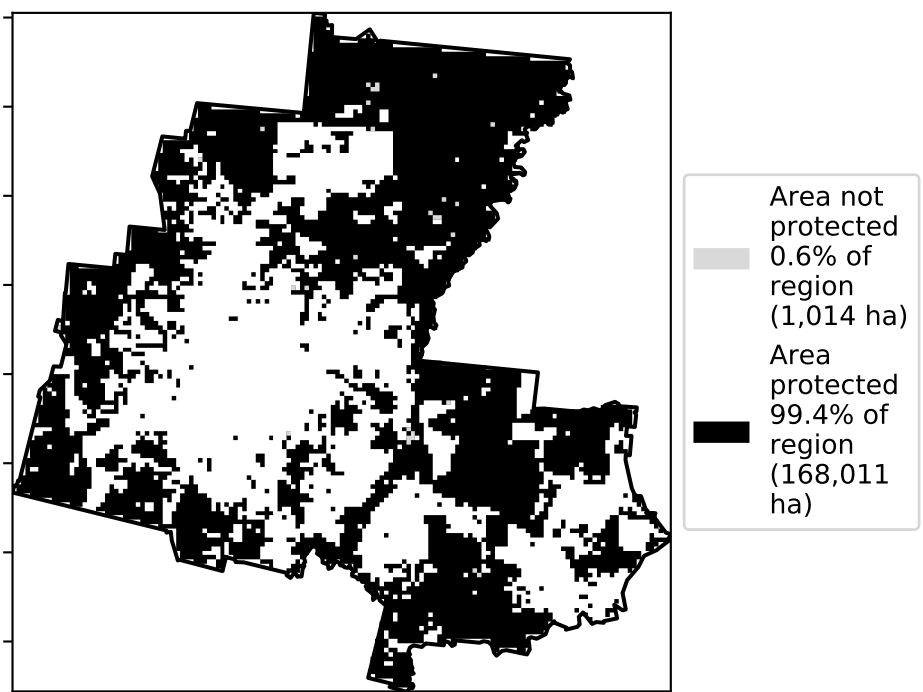 Area not
protected
0.6% of
region
(1,014 ha)
Area
protected
99.4% of
region
(168,011
ha)